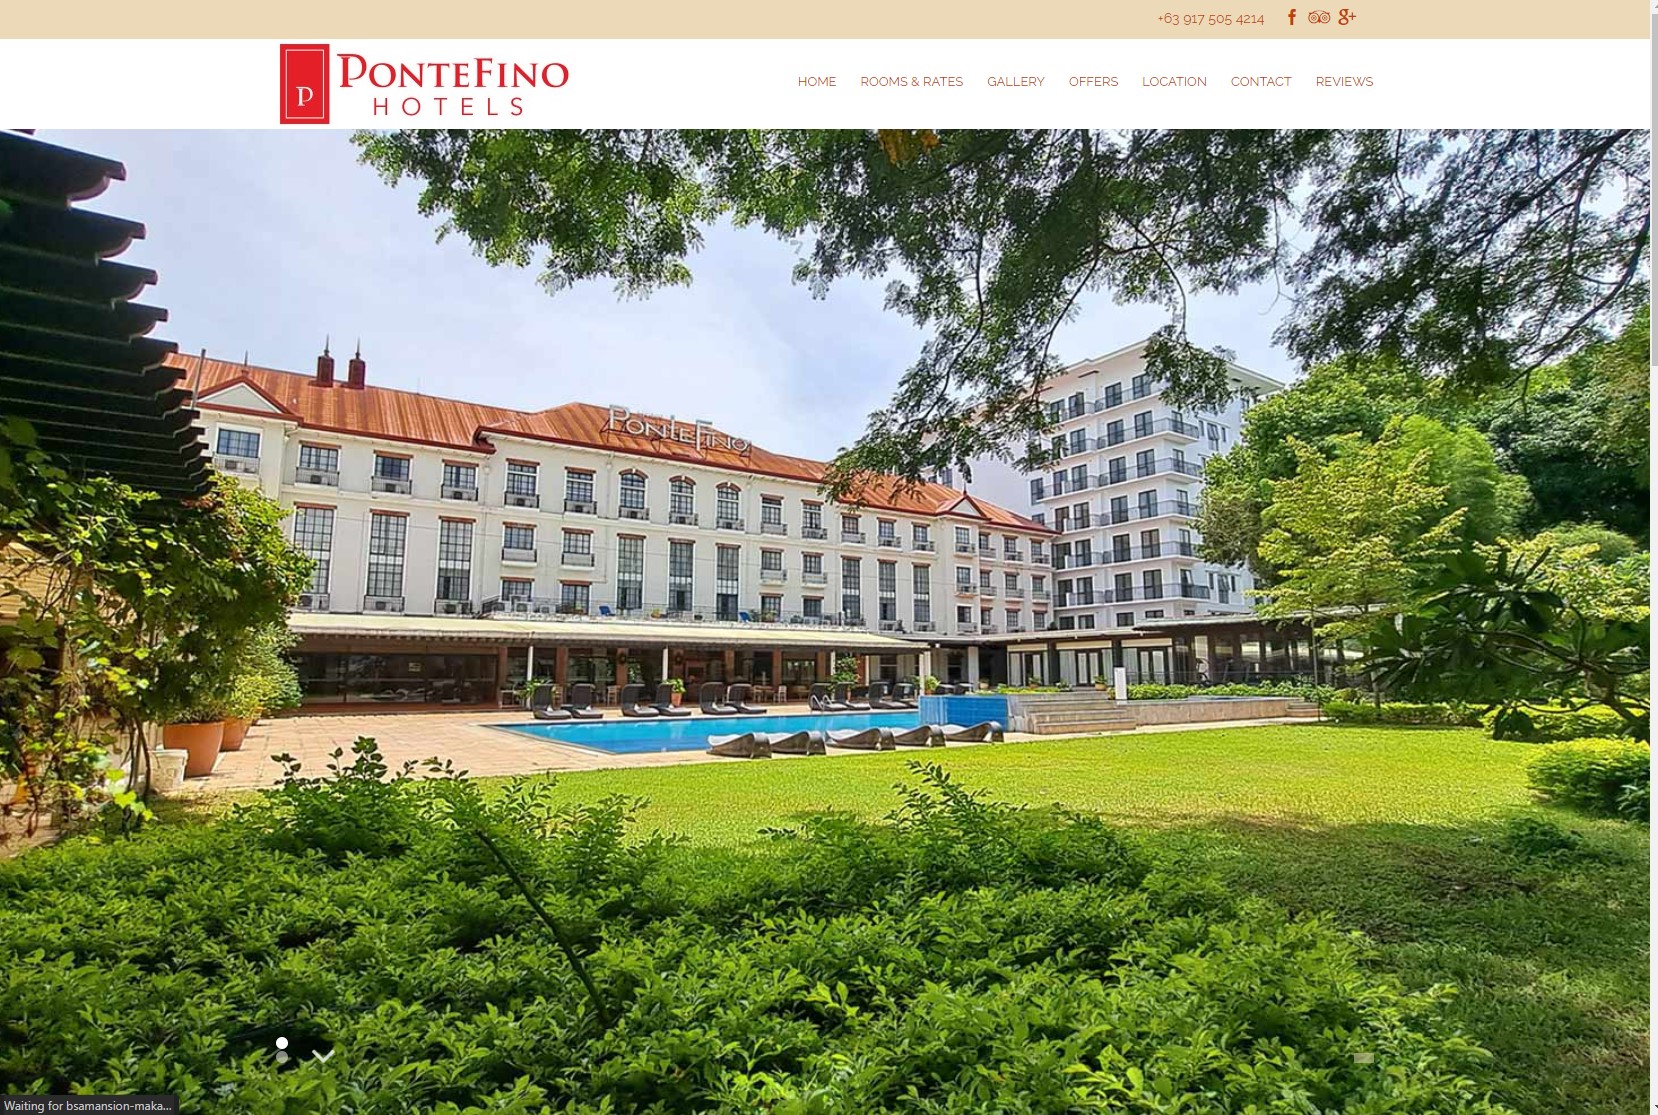 +63 917 505 4214
PONTEFINO
HOTELS
P
HOME ROOMS & RATES GALLERY OFFERS LOCATION CONTACT REVIEWS
PONTEFINO
Waiting for bsamansion-maka...